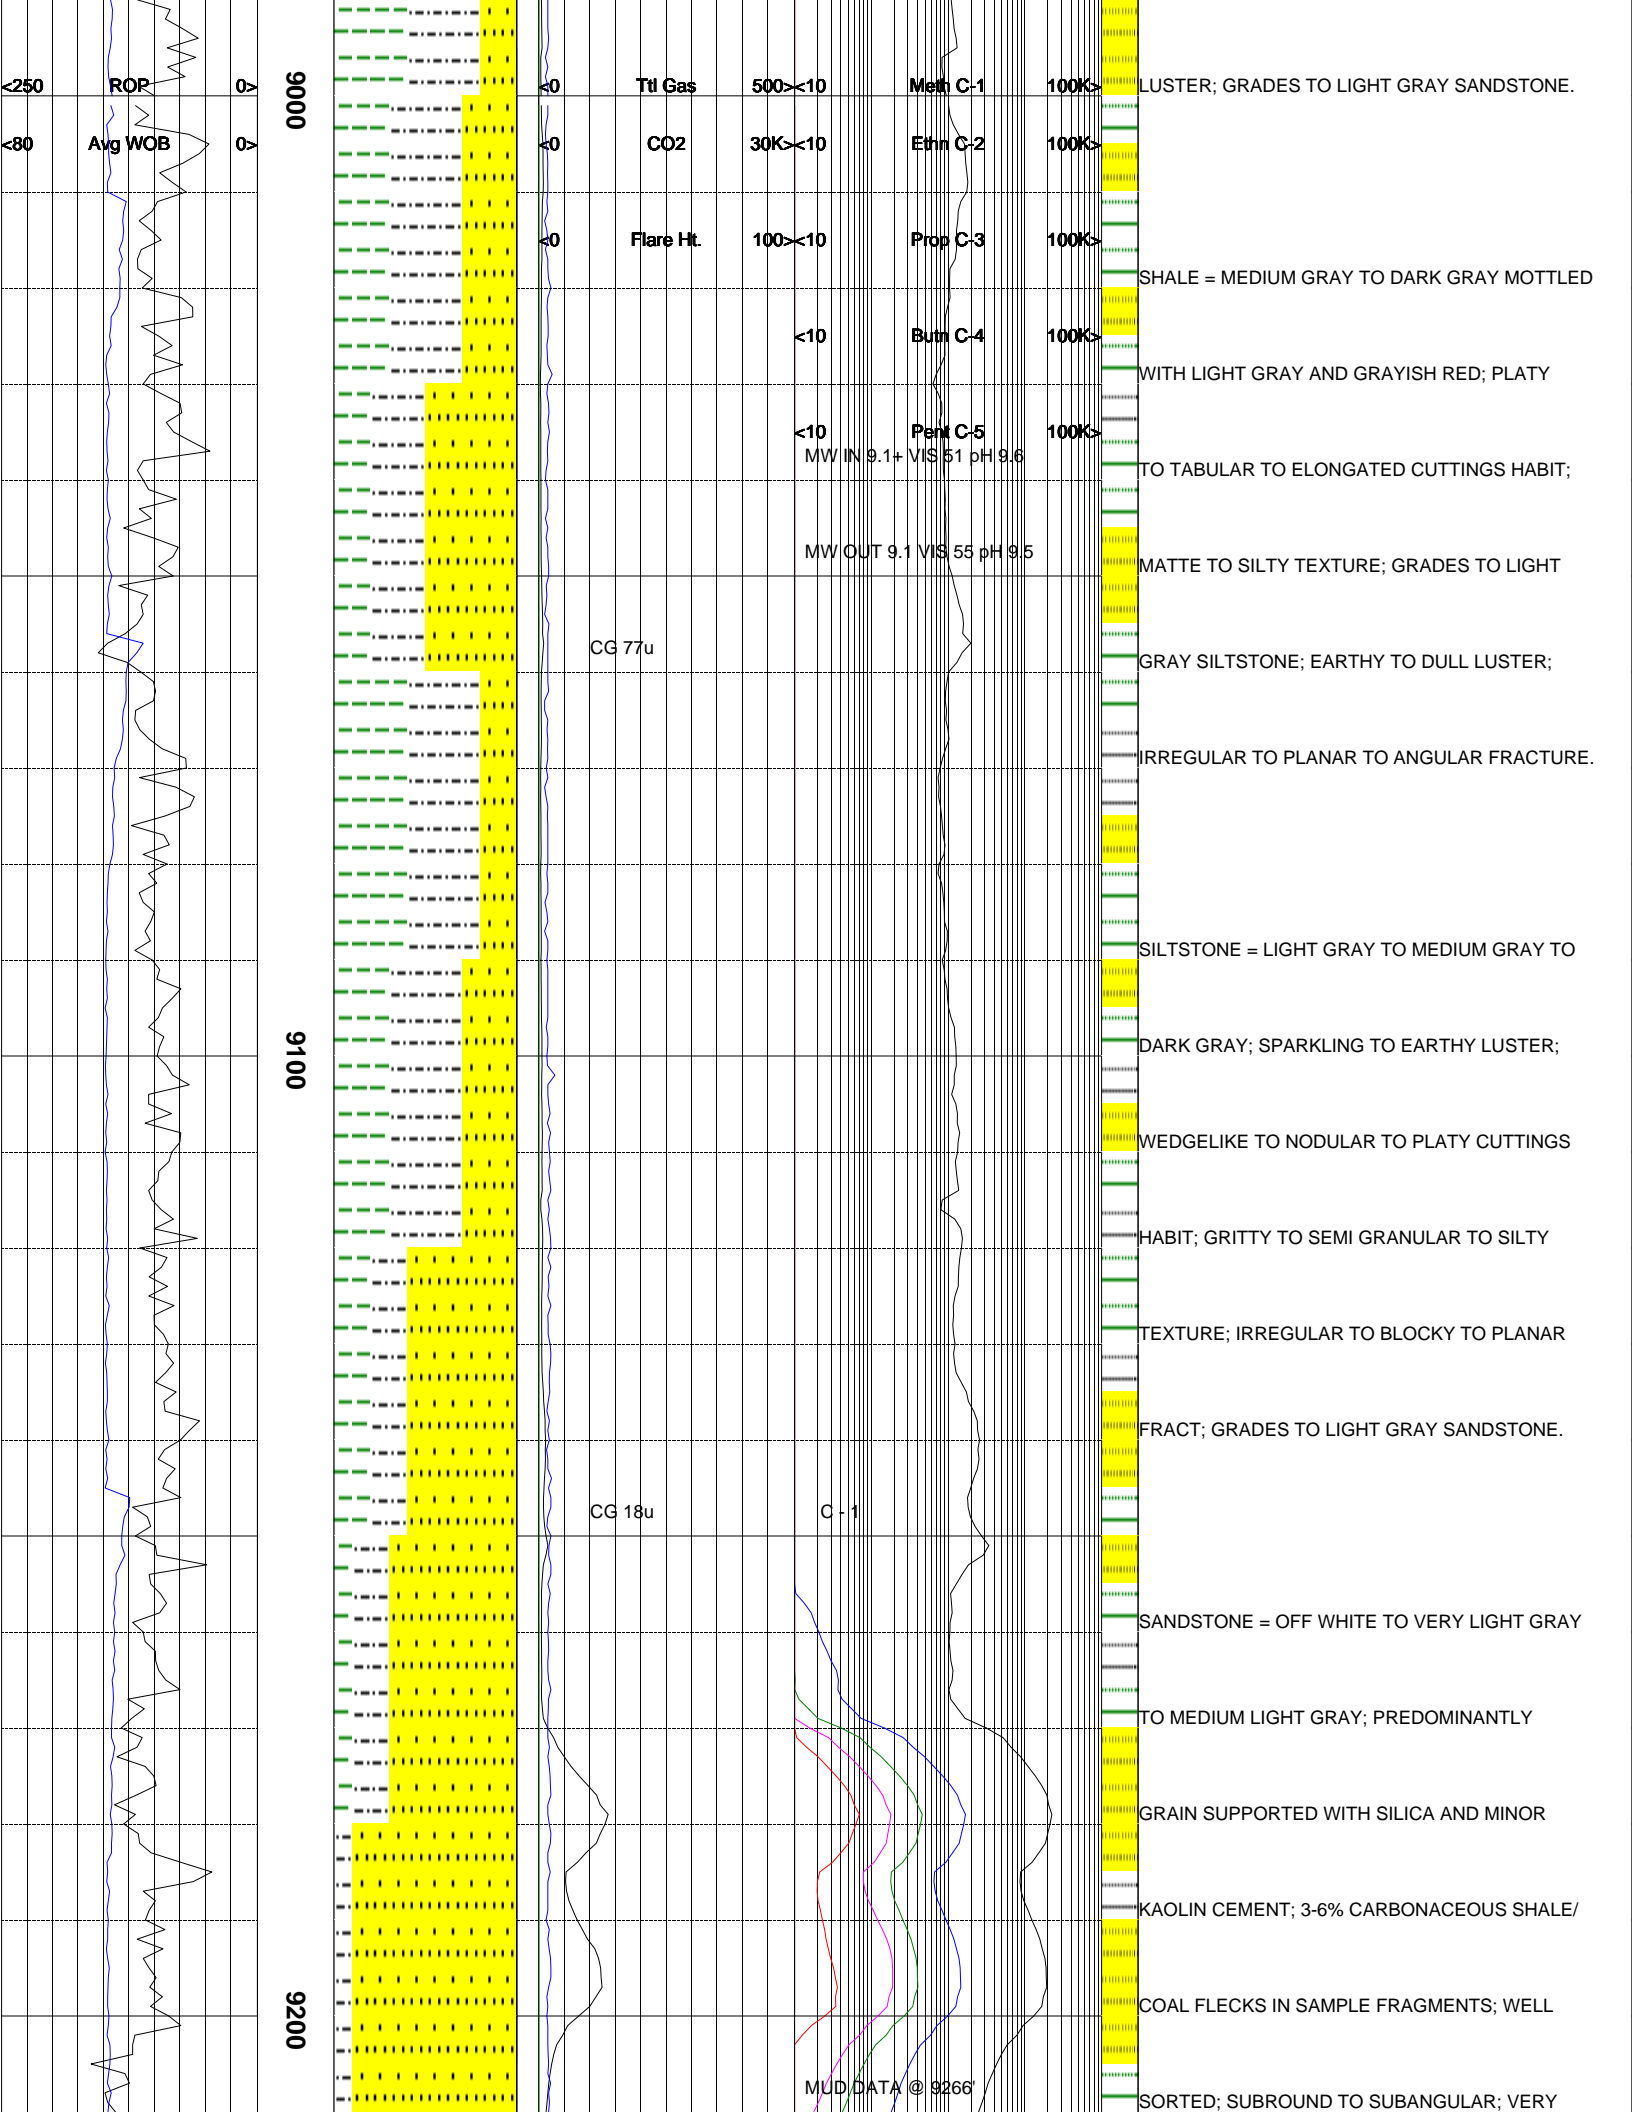 <250 ROP 0> 9000 <0 Ttl Gas 500> <10 Meth C-1 100K> LUSTER; GRADES TO LIGHT GRAY SANDSTONE.
<80 Avg WOB 0> <0 CO2 30K> <10 Ethn C-2 100K>
<0 Flare Ht. 100> <10 Prop C-3 100K>
SHALE = MEDIUM GRAY TO DARK GRAY MOTTLED
<10 Butn C-4 100K>
WITH LIGHT GRAY AND GRAYISH RED; PLATY
<10 Pent C-5 100K>
MW IN 9.1+ VIS 51 pH 9.6
TO TABULAR TO ELONGATED CUTTINGS HABIT;
MW OUT 9.1 VIS 55 pH 9.5
MATTE TO SILTY TEXTURE; GRADES TO LIGHT
CG 77u
GRAY SILTSTONE; EARTHY TO DULL LUSTER;
IRREGULAR TO PLANAR TO ANGULAR FRACTURE.
SILTSTONE = LIGHT GRAY TO MEDIUM GRAY TO
9100
DARK GRAY; SPARKLING TO EARTHY LUSTER;
WEDGELIKE TO NODULAR TO PLATY CUTTINGS
HABIT; GRITTY TO SEMI GRANULAR TO SILTY
TEXTURE; IRREGULAR TO BLOCKY TO PLANAR
FRACT; GRADES TO LIGHT GRAY SANDSTONE.
CG 18u C - 1
SANDSTONE = OFF WHITE TO VERY LIGHT GRAY
TO MEDIUM LIGHT GRAY; PREDOMINANTLY
GRAIN SUPPORTED WITH SILICA AND MINOR
KAOLIN CEMENT; 3-6% CARBONACEOUS SHALE/
COAL FLECKS IN SAMPLE FRAGMENTS; WELL
9200
MUD DATA @ 9266'
SORTED; SUBROUND TO SUBANGULAR; VERY